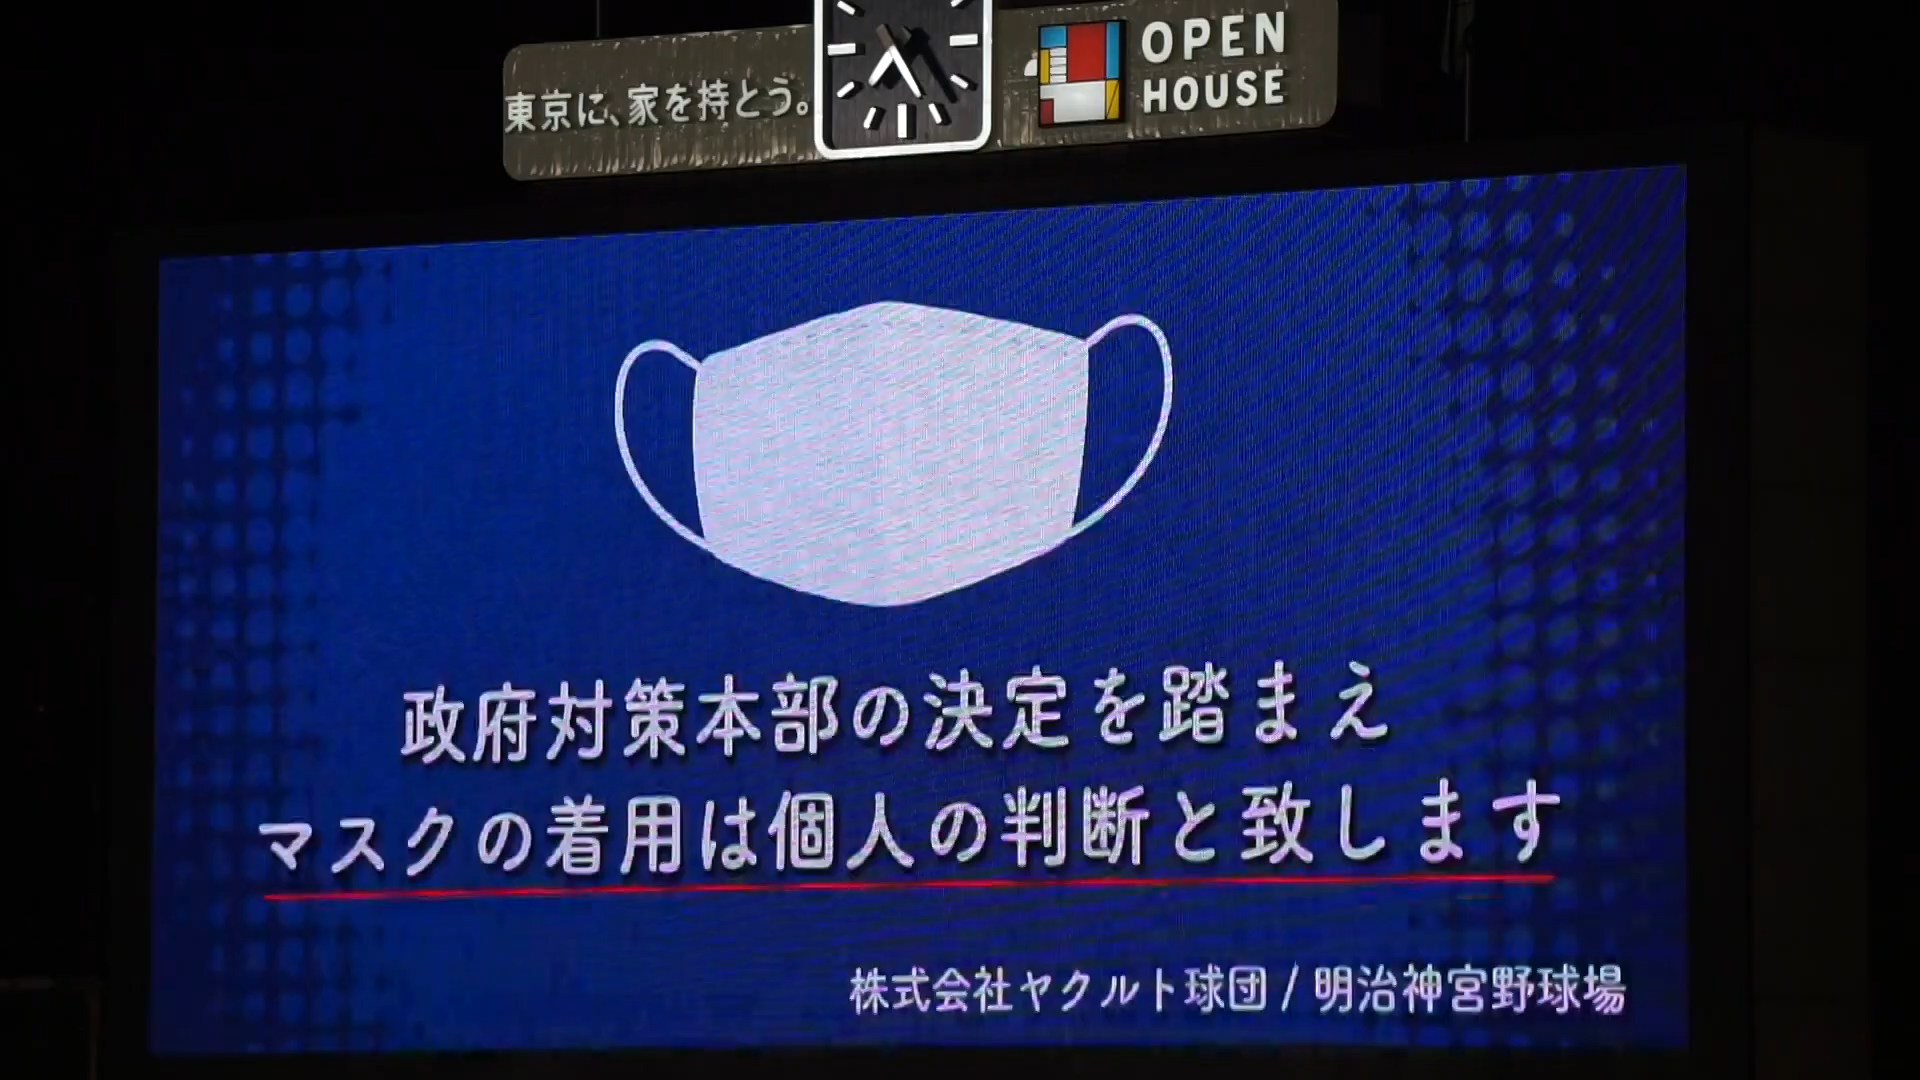 東京に、家を持とう。
OPEN
HOUSE
政府対策本部の決定を踏まえ
マスクの着用は個人の判断と致します
株式会社ヤクルト球団 / 明治神宮野球場